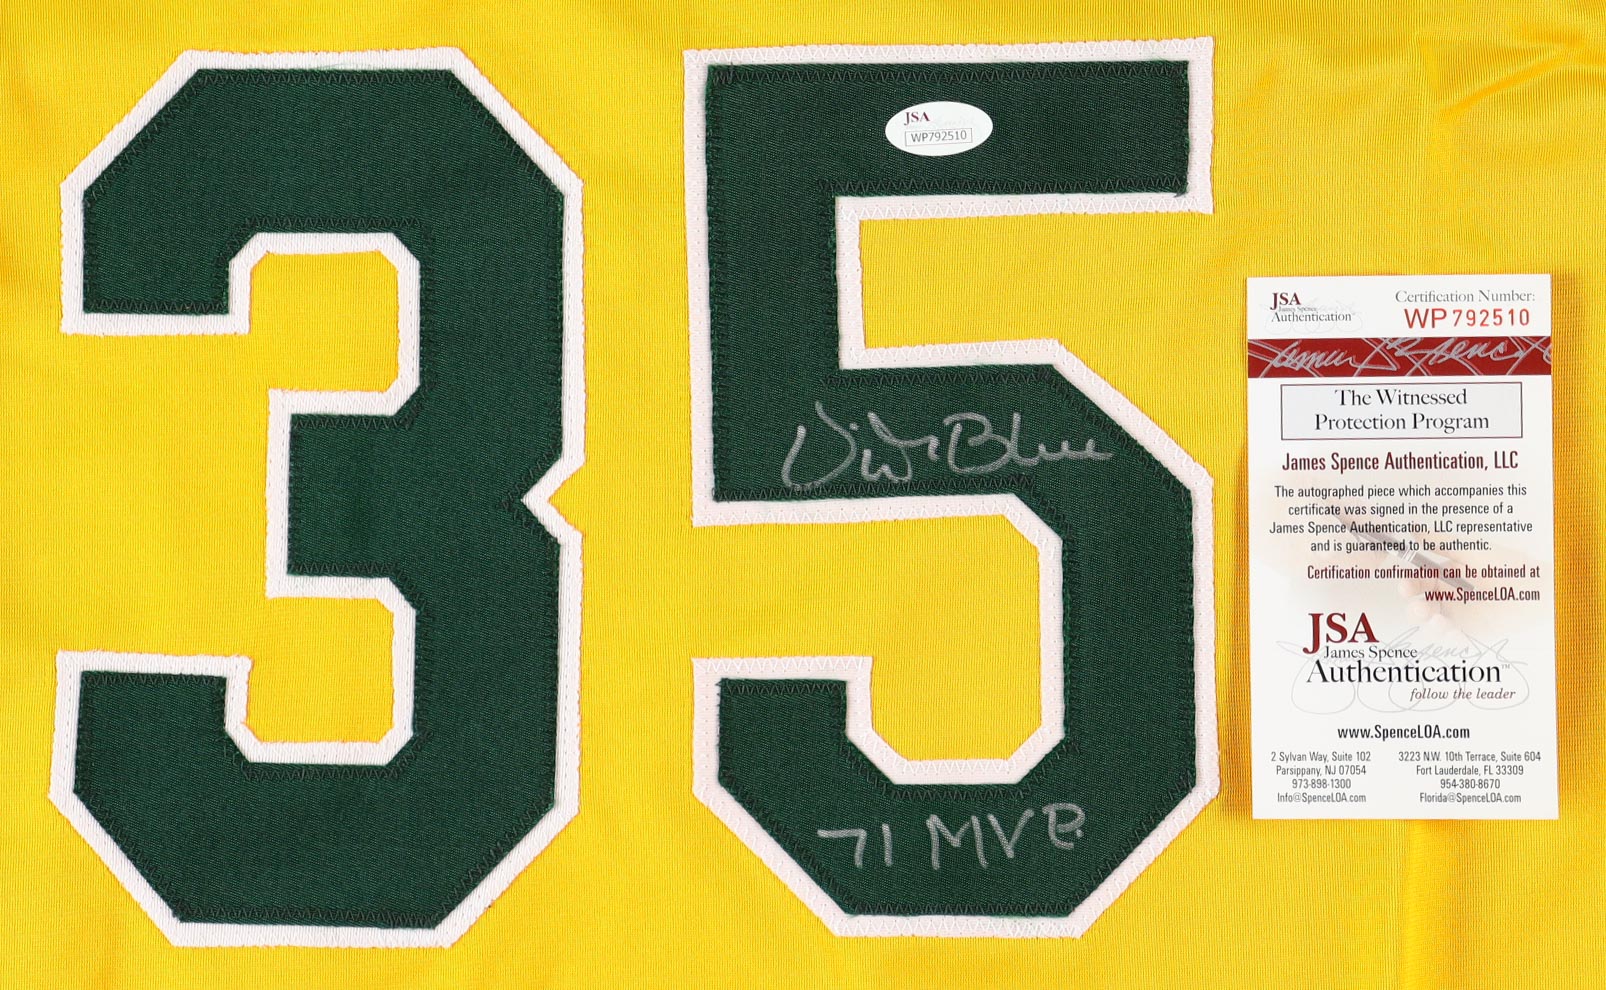 35
JSA
WP792510
Vida Blue
71 MVP
JSA
James Spence
Authentication
Certification Number:
WP792510
The Witnessed
Protection Program
James Spence Authentication, LLC
The autographed piece which accompanies this
certificate was signed in the presence of a
James Spence Authentication, LLC representative
and is guaranteed to be authentic.
Certification confirmation can be obtained at
www.SpenceLOA.com
JSA
James Spence
Authentication™
follow the leader
www.SpenceLOA.com
2 Sylvan Way, Suite 102
Parsippany, NJ 07054
973-898-1300
Info@SpenceLOA.com
3223 N.W. 10th Terrace, Suite 604
Fort Lauderdale, FL 33309
954-380-8670
Florida@SpenceLOA.com